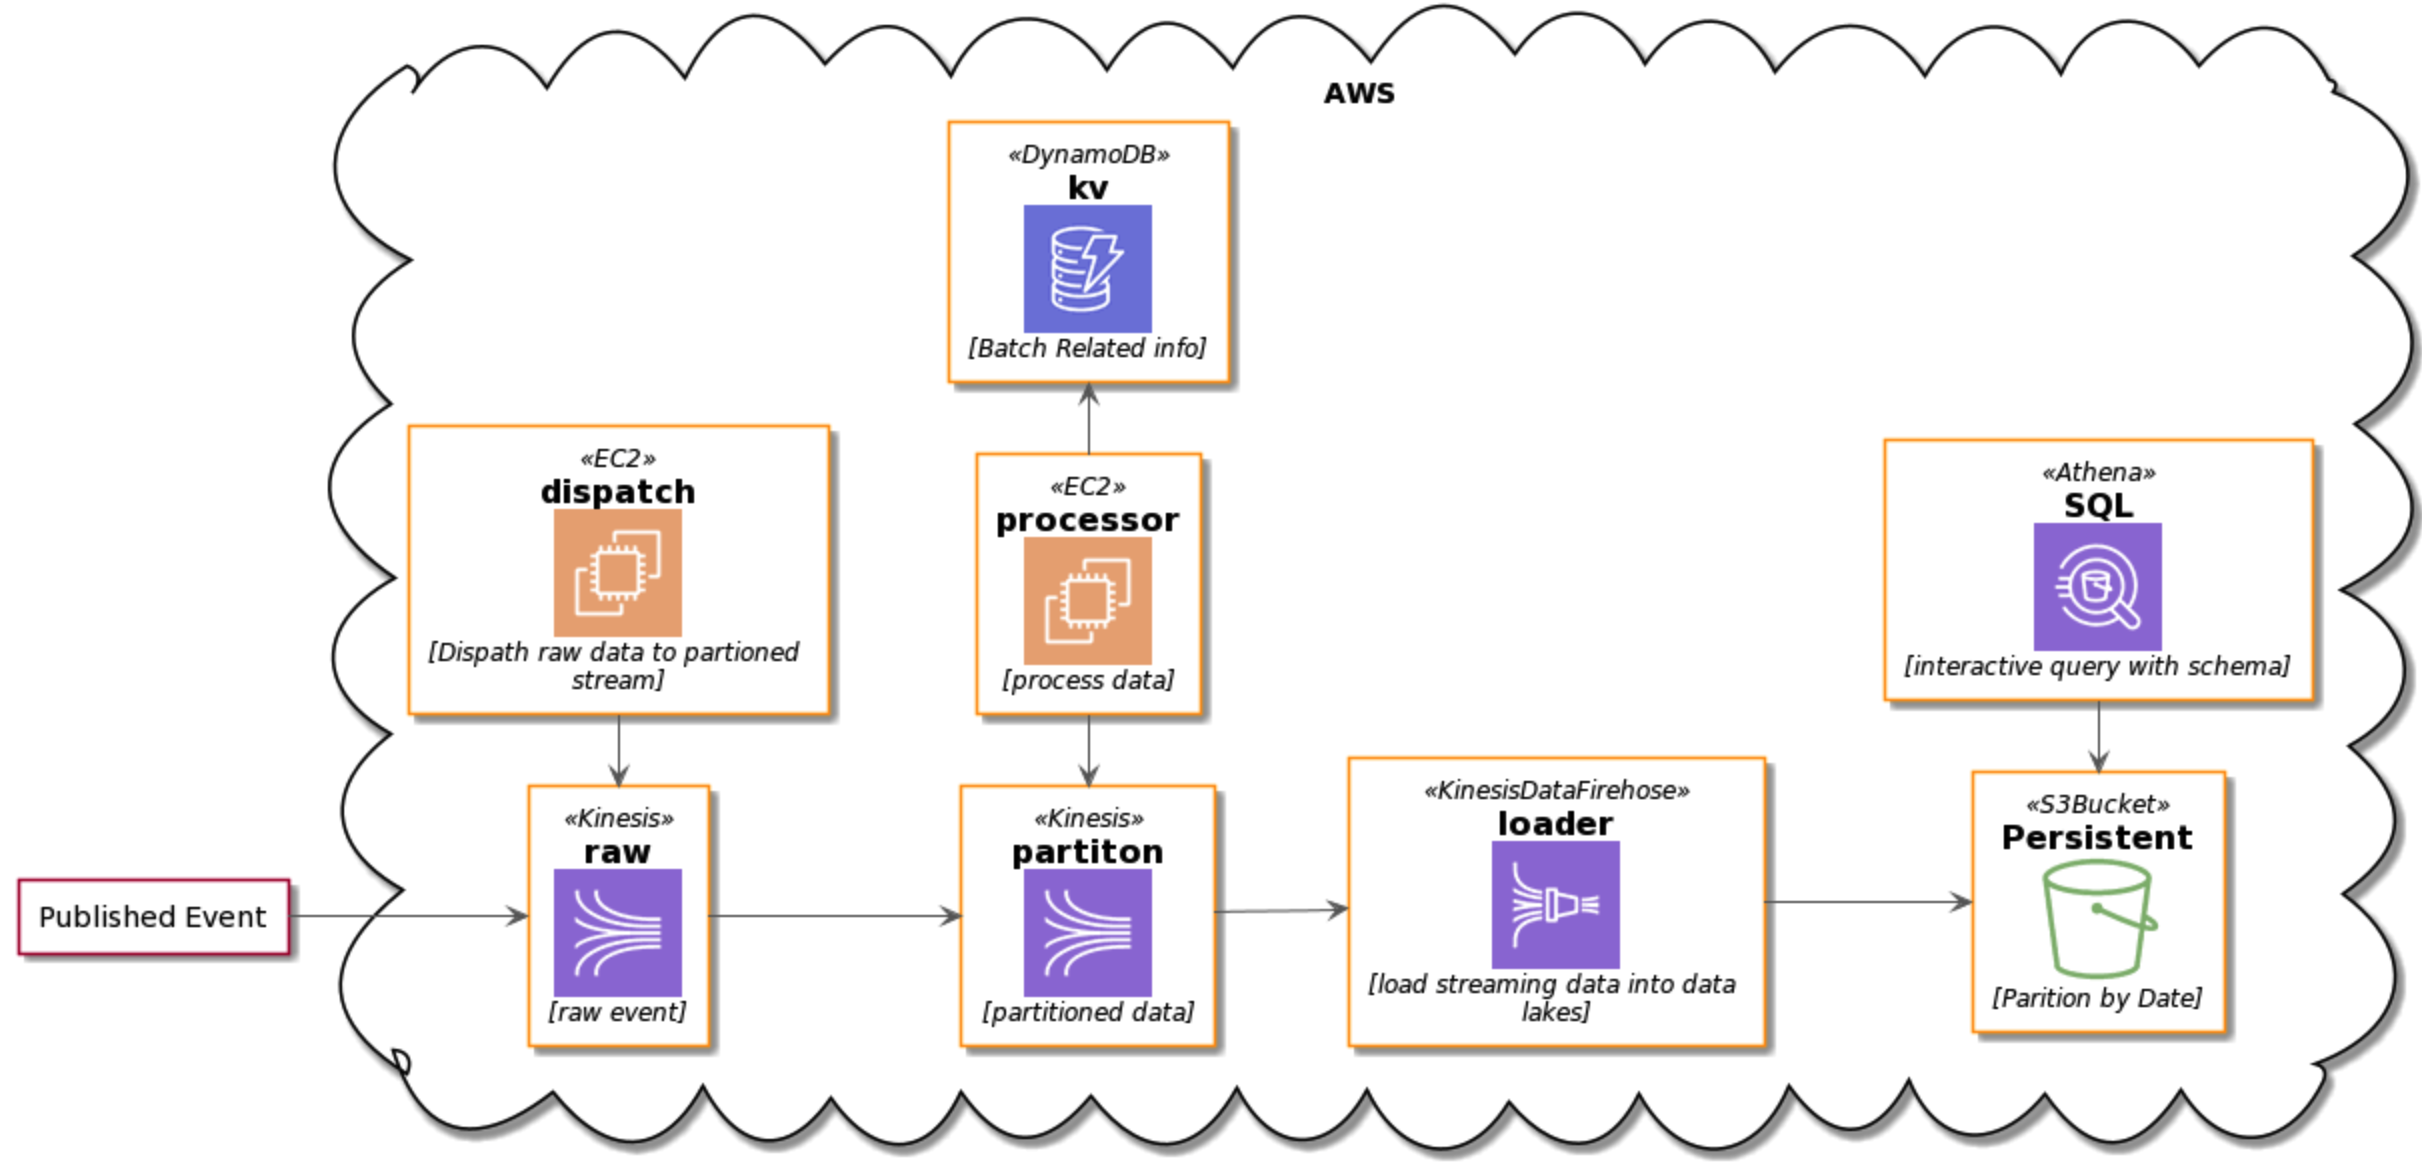 AWS
«DynamoDB»
kv
[Batch Related info]
«EC2»
dispatch
[Dispath raw data to partioned
stream]
«EC2»
processor
[process data]
«Athena»
SQL
[interactive query with schema]
Published Event
«Kinesis»
raw
[raw event]
«Kinesis»
partiton
[partitioned data]
«KinesisDataFirehose»
loader
[load streaming data into data
lakes]
«S3Bucket»
Persistent
[Parition by Date]